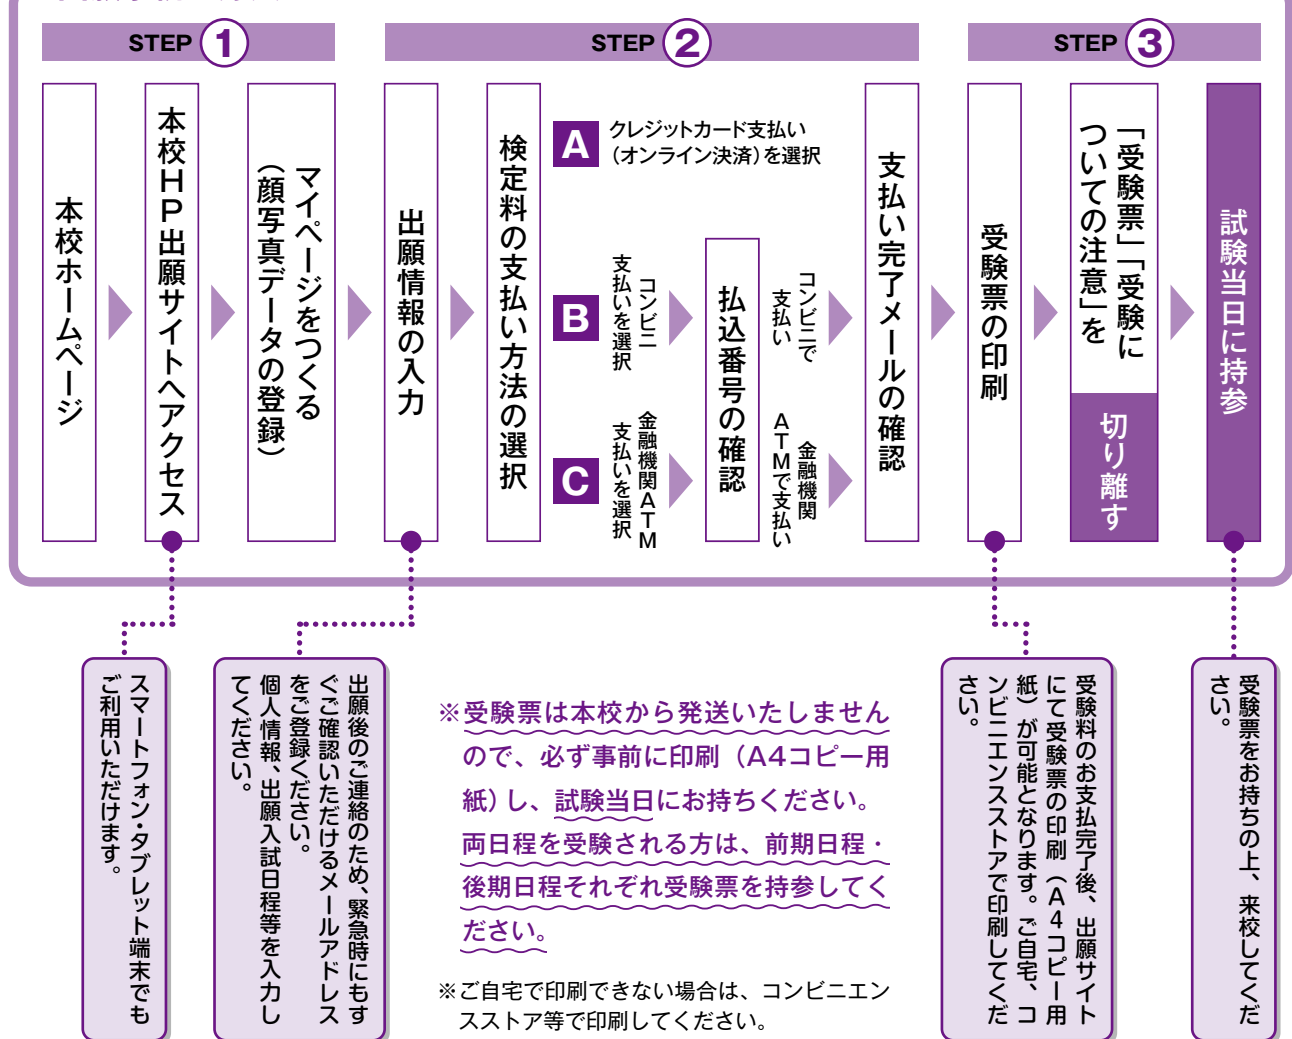 STEP 1
本校ホームページ
本校HP出願サイトへアクセス
マイページをつくる
（顔写真データの登録）
STEP 2
出願情報の入力
検定料の支払い方法の選択
A
クレジットカード支払い
（オンライン決済）を選択
B
コンビニ
支払いを選択
C
金融機関ATM
支払いを選択
払込番号の確認
コンビニで
支払い
金融機関
ATMで支払い
支払い完了メールの確認
STEP 3
受験票の印刷
「受験票」「受験に
ついての注意」を
切り離す
試験当日に持参
スマートフォン・タブレット端末でも
ご利用いただけます。
出願後のご連絡のため、緊急時にもす
ぐご確認いただけるメールアドレス
をご登録ください。
個人情報、出願入試日程等を入力し
てください。
※受験票は本校から発送いたしません
ので、必ず事前に印刷（A4コピー用
紙）し、試験当日にお持ちください。
両日程を受験される方は、前期日程・
後期日程それぞれ受験票を持参してく
ださい。
※ご自宅で印刷できない場合は、コンビニエン
スストア等で印刷してください。
受験料のお支払完了後、出願サイト
にて受験票の印刷（A4コピー用
紙）が可能となります。ご自宅、コ
ンビニエンスストアで印刷してくだ
さい。
受験票をお持ちの上、来校してくだ
さい。